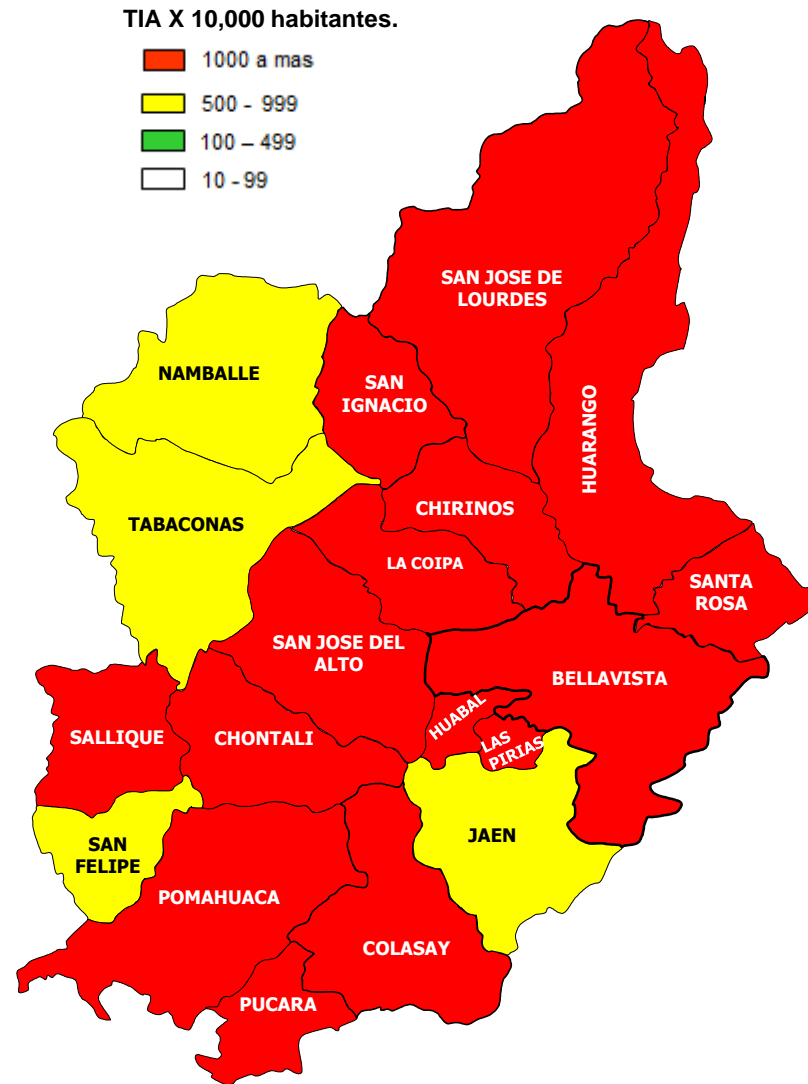 TIA X 10,000 habitantes.
1000 a mas
500 - 999
100 – 499
10 - 99
SAN JOSE DE
LOURDES
NAMBALLE
SAN
IGNACIO
HUARANGO
CHIRINOS
TABACONAS
LA COIPA
SANTA
ROSA
SAN JOSE DEL
ALTO
BELLAVISTA
HUABAL
SALLIQUE
CHONTALI
LAS
PIRIAS
JAEN
SAN
FELIPE
POMAHUACA
COLASAY
PUCARA